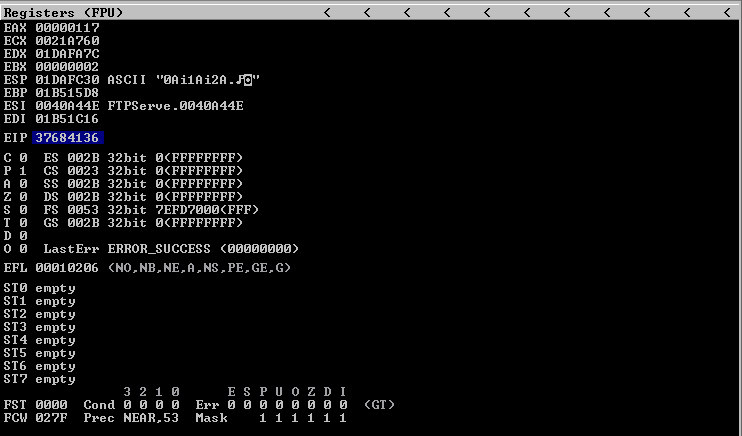 Registers (FPU) < < < < < < < < < < <
EAX 00000117
ECX 0021A760
EDX 01DAFA7C
EBX 00000002
ESP 01DAFC30 ASCII "0Ai1Ai2A.♪◘"
EBP 01B515D8
ESI 0040A44E FTPServe.0040A44E
EDI 01B51C16
EIP 37684136
C 0 ES 002B 32bit 0(FFFFFFFF)
P 1 CS 0023 32bit 0(FFFFFFFF)
A 0 SS 002B 32bit 0(FFFFFFFF)
Z 0 DS 002B 32bit 0(FFFFFFFF)
S 0 FS 0053 32bit 7EFD7000(FFF)
T 0 GS 002B 32bit 0(FFFFFFFF)
D 0
O 0 LastErr ERROR_SUCCESS (00000000)
EFL 00010206 (NO,NB,NE,A,NS,PE,GE,G)
ST0 empty
ST1 empty
ST2 empty
ST3 empty
ST4 empty
ST5 empty
ST6 empty
ST7 empty
3 2 1 0 E S P U O Z D I
FST 0000 Cond 0 0 0 0 Err 0 0 0 0 0 0 0 0 (GT)
FCW 027F Prec NEAR,53 Mask 1 1 1 1 1 1